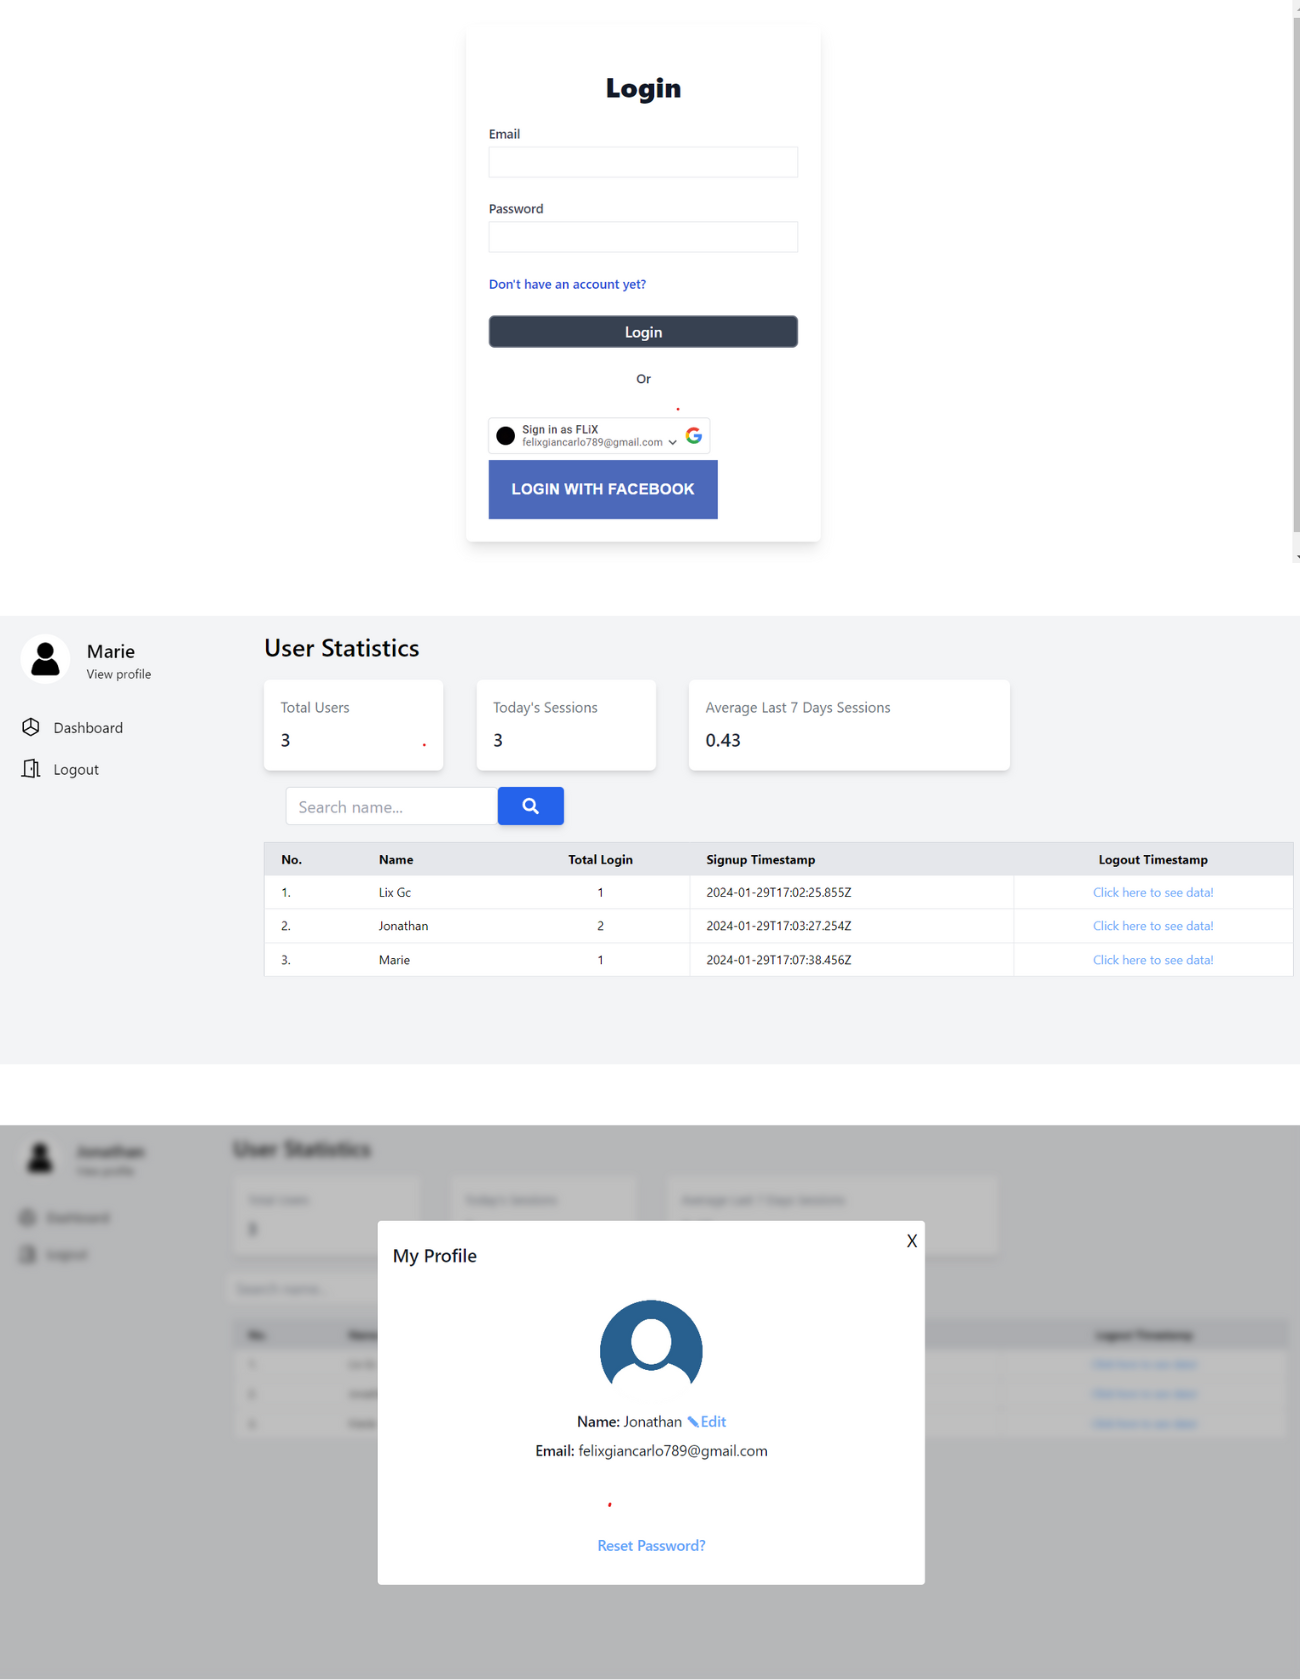 Login
Email
Password
Don't have an account yet?
Login
Or
Sign in as FLiX
felixgiancarlo789@gmail.com
LOGIN WITH FACEBOOK
Marie
View profile
Dashboard
Logout
User Statistics
Total Users
3
Today's Sessions
3
Average Last 7 Days Sessions
0.43
Search name...
No. Name Total Login Signup Timestamp Logout Timestamp
1. Lix Gc 1 2024-01-29T17:02:25.855Z Click here to see data!
2. Jonathan 2 2024-01-29T17:03:27.254Z Click here to see data!
3. Marie 1 2024-01-29T17:07:38.456Z Click here to see data!
Jonathan
View profile
Dashboard
Logout
User Statistics
Total Users
3
Today's Sessions
Average Last 7 Days Sessions
Search name...
No. Name Logout Timestamp
My Profile
X
Name: Jonathan Edit
Email: felixgiancarlo789@gmail.com
Reset Password?